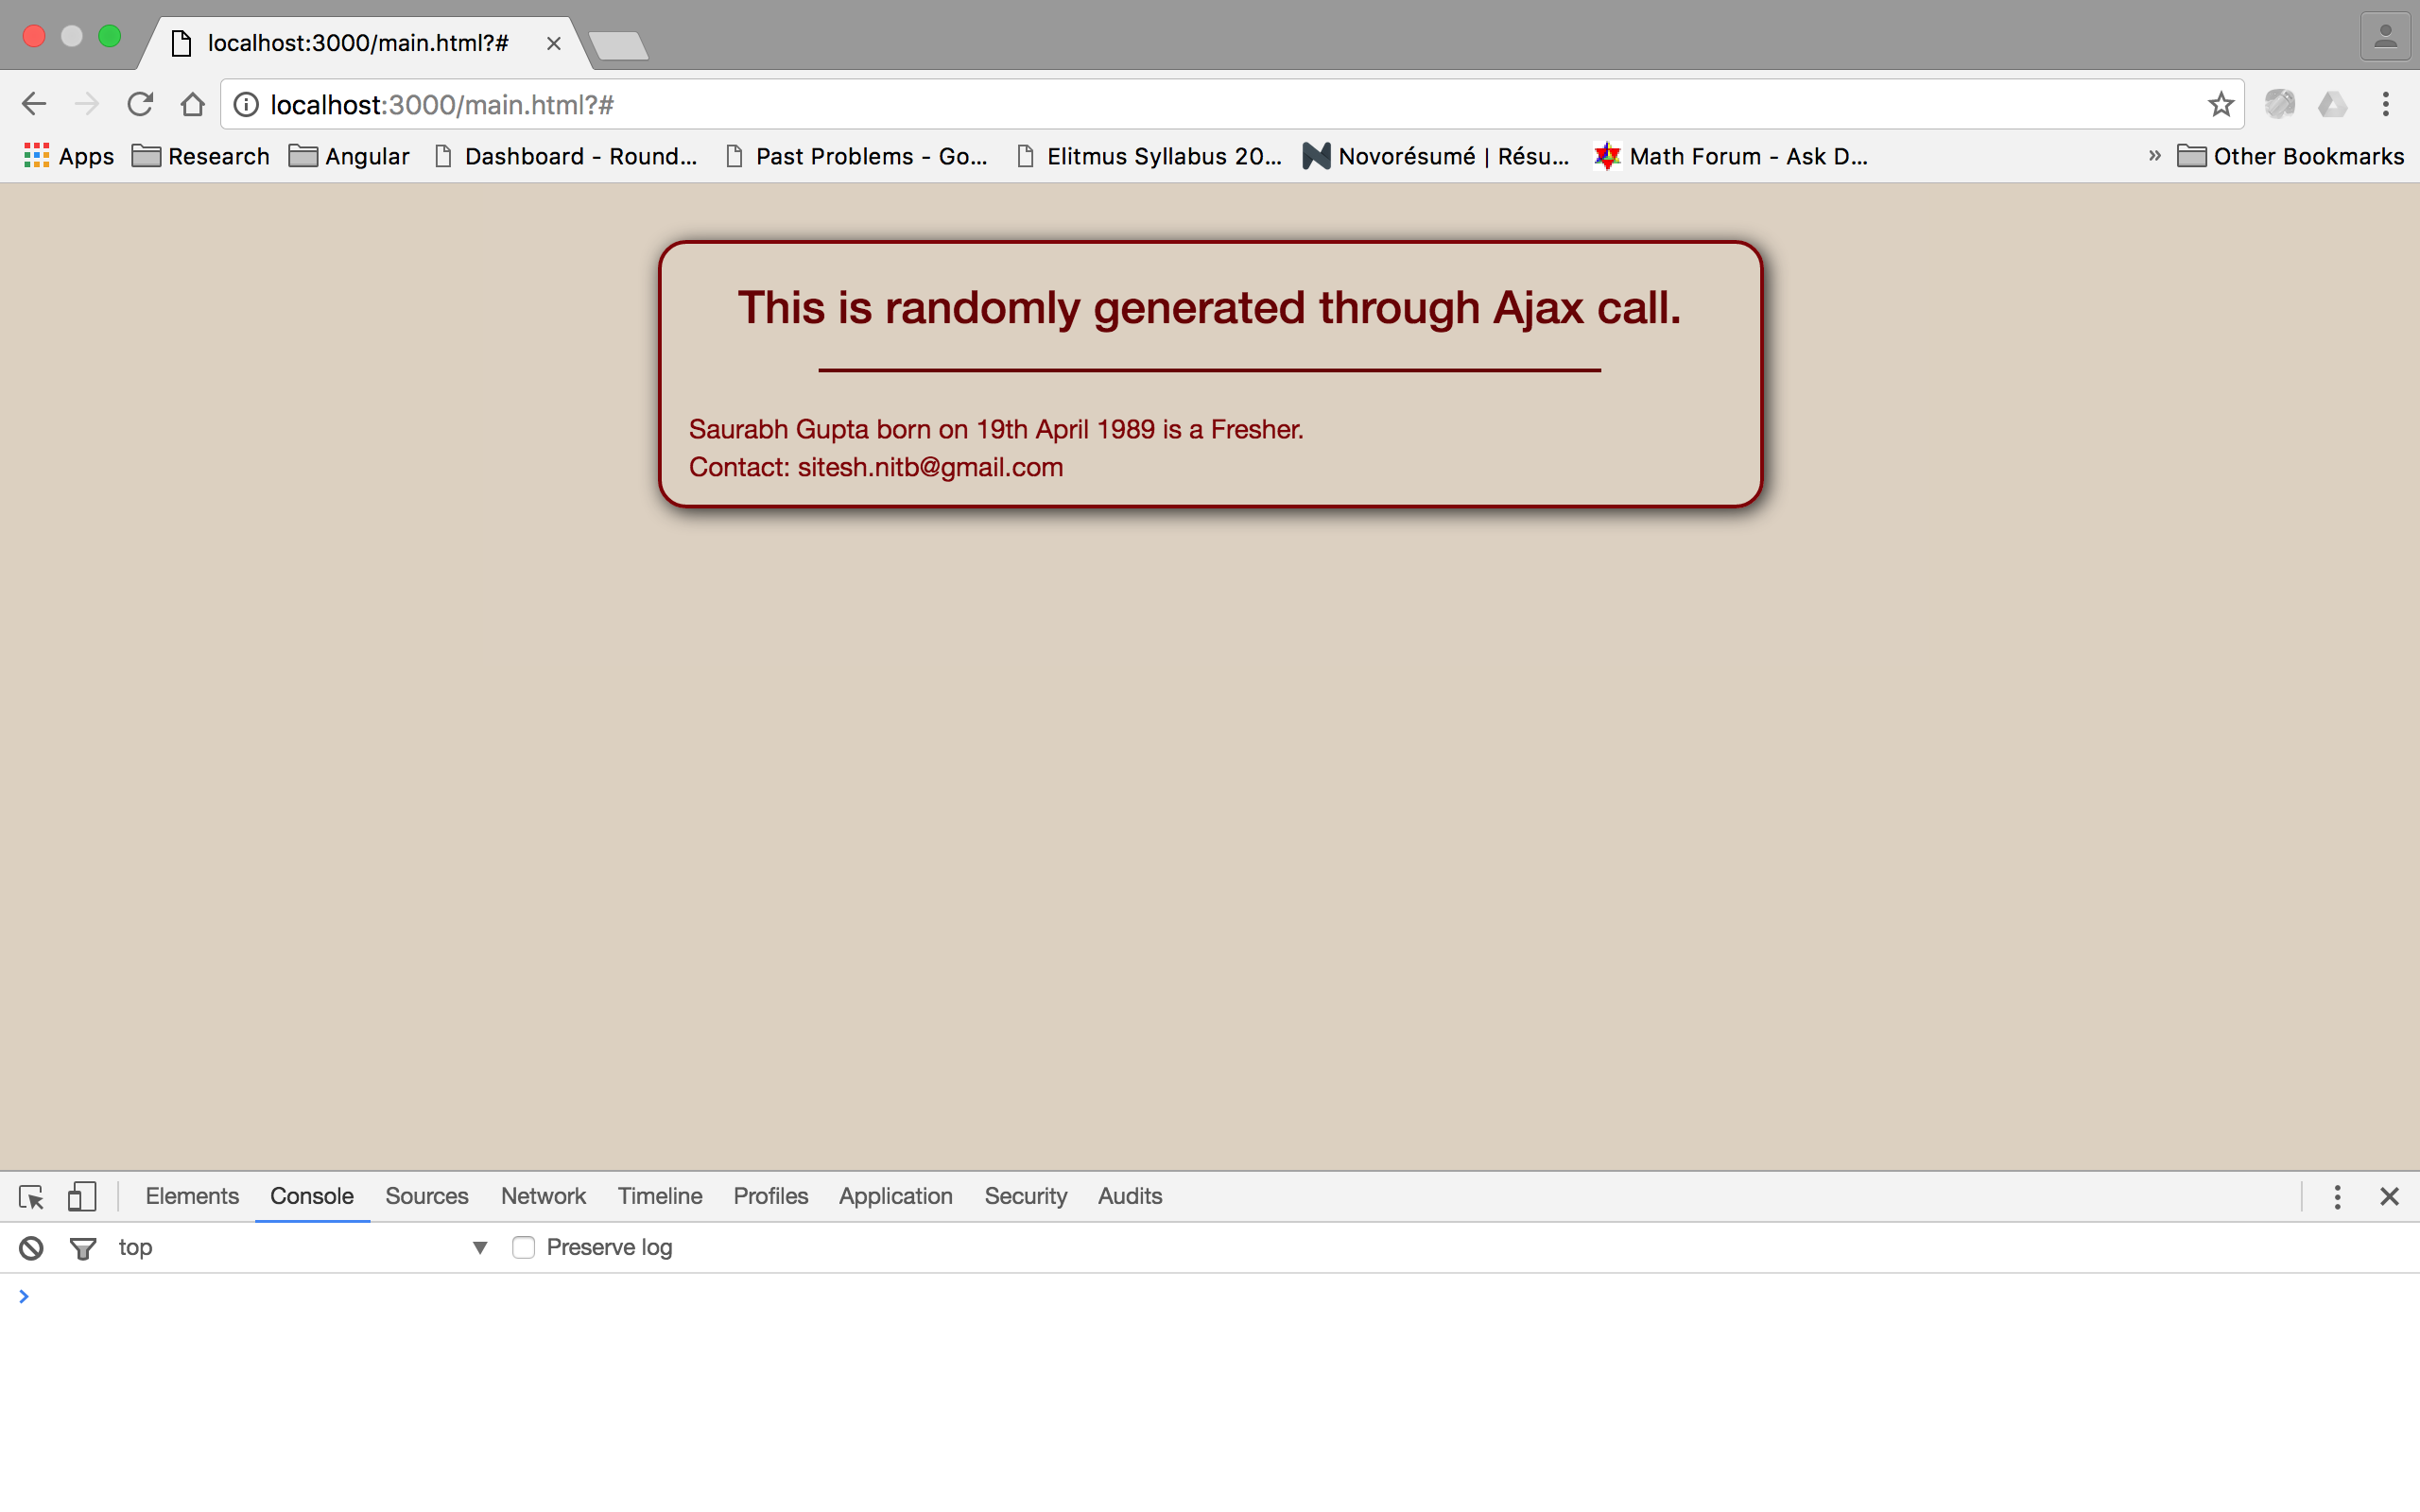 localhost:3000/main.html?#
localhost:3000/main.html?#
Apps Research Angular Dashboard - Round... Past Problems - Go... Elitmus Syllabus 20... Novorésumé | Résu... Math Forum - Ask D... » Other Bookmarks
This is randomly generated through Ajax call.
Saurabh Gupta born on 19th April 1989 is a Fresher.
Contact: sitesh.nitb@gmail.com
Elements Console Sources Network Timeline Profiles Application Security Audits
top Preserve log